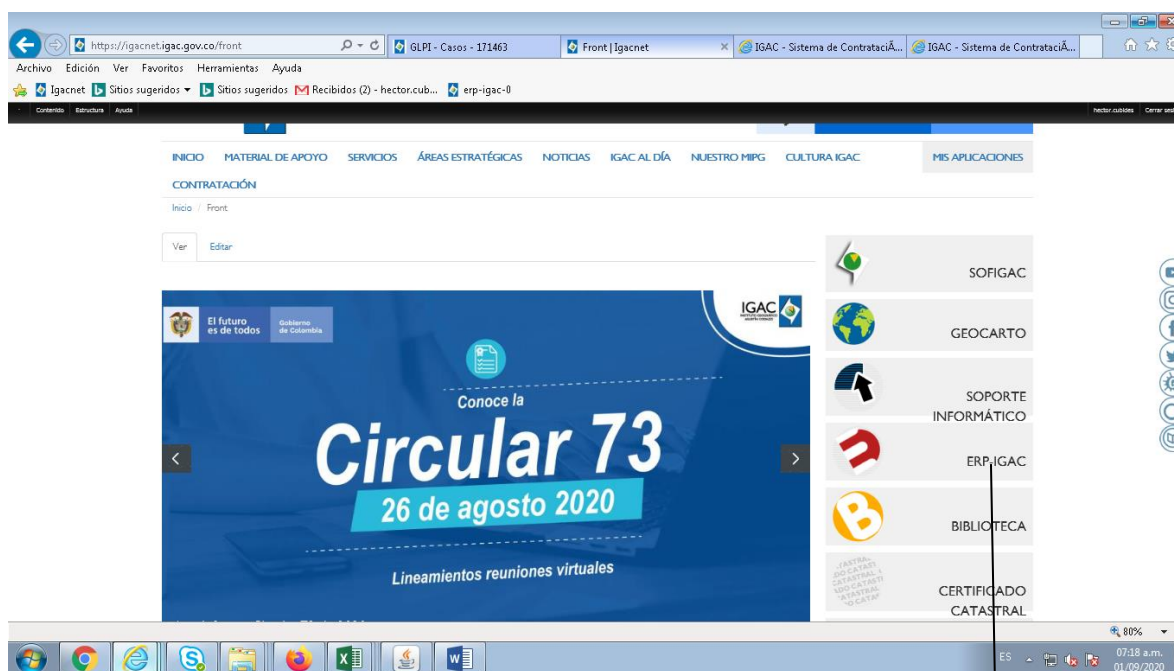 https://igacnet.igac.gov.co/front
GLPI - Casos - 171463
Front | Igacnet
IGAC - Sistema de ContrataciÃ...
IGAC - Sistema de ContrataciÃ...
Archivo Edición Ver Favoritos Herramientas Ayuda
Igacnet Sitios sugeridos Sitios sugeridos Recibidos (2) - hector.cub... erp-igac-0
Contenido Estructura Ayuda
hector.cubides Cerrar sesi
INICIO MATERIAL DE APOYO SERVICIOS ÁREAS ESTRATÉGICAS NOTICIAS IGAC AL DÍA NUESTRO MIPG CULTURA IGAC MIS APLICACIONES
CONTRATACIÓN
Inicio / Front
Ver Editar
El futuro
es de todos
Gobierno
de Colombia
IGAC
Conoce la
Circular 73
26 de agosto 2020
Lineamientos reuniones virtuales
SOFIGAC
GEOCARTO
SOPORTE
INFORMÁTICO
ERP-IGAC
BIBLIOTECA
CERTIFICADO
CATASTRAL
80%
ES
07:18 a.m.
01/09/2020